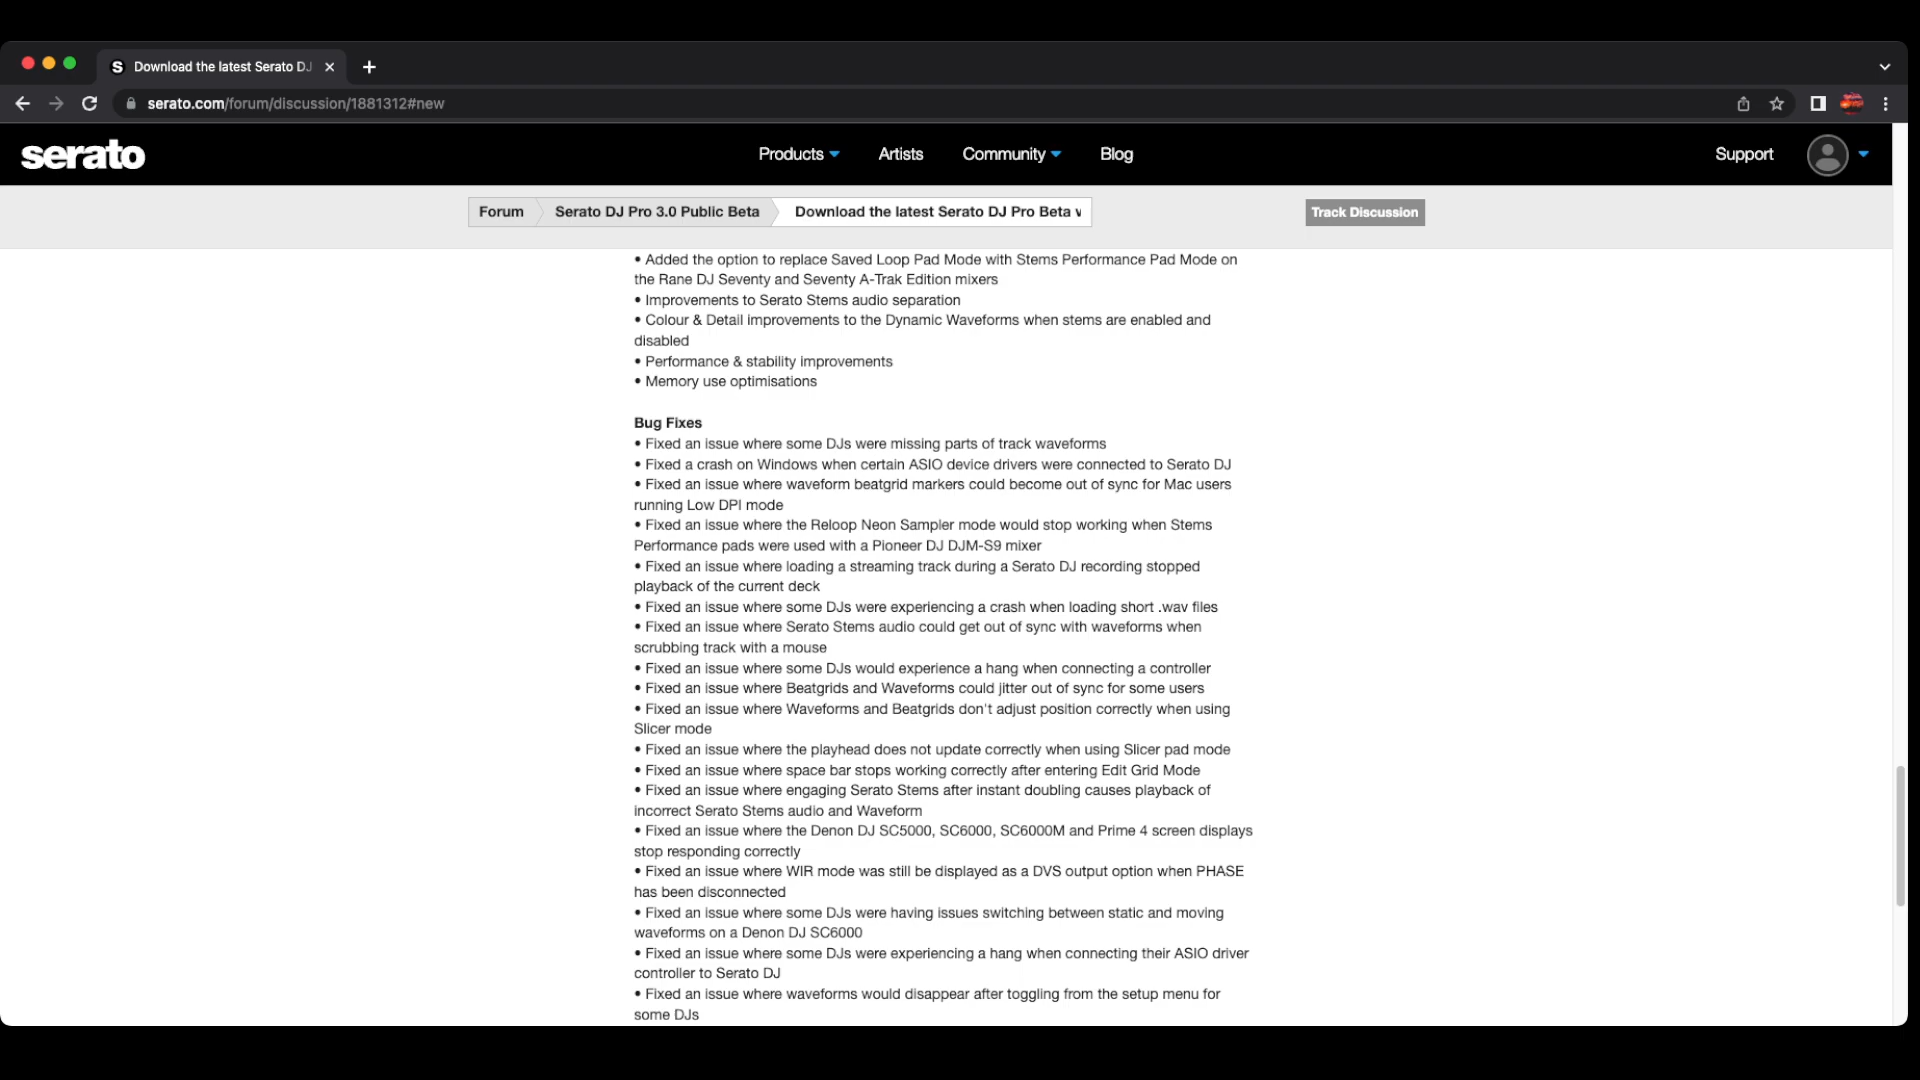 Download the latest Serato DJ
serato.com/forum/discussion/1881312#new
serato
Products
Artists
Community
Blog
Support
Forum
Serato DJ Pro 3.0 Public Beta
Download the latest Serato DJ Pro Beta v
Track Discussion
• Added the option to replace Saved Loop Pad Mode with Stems Performance Pad Mode on
the Rane DJ Seventy and Seventy A-Trak Edition mixers
• Improvements to Serato Stems audio separation
• Colour & Detail improvements to the Dynamic Waveforms when stems are enabled and
disabled
• Performance & stability improvements
• Memory use optimisations
Bug Fixes
• Fixed an issue where some DJs were missing parts of track waveforms
• Fixed a crash on Windows when certain ASIO device drivers were connected to Serato DJ
• Fixed an issue where waveform beatgrid markers could become out of sync for Mac users
running Low DPI mode
• Fixed an issue where the Reloop Neon Sampler mode would stop working when Stems
Performance pads were used with a Pioneer DJ DJM-S9 mixer
• Fixed an issue where loading a streaming track during a Serato DJ recording stopped
playback of the current deck
• Fixed an issue where some DJs were experiencing a crash when loading short .wav files
• Fixed an issue where Serato Stems audio could get out of sync with waveforms when
scrubbing track with a mouse
• Fixed an issue where some DJs would experience a hang when connecting a controller
• Fixed an issue where Beatgrids and Waveforms could jitter out of sync for some users
• Fixed an issue where Waveforms and Beatgrids don't adjust position correctly when using
Slicer mode
• Fixed an issue where the playhead does not update correctly when using Slicer pad mode
• Fixed an issue where space bar stops working correctly after entering Edit Grid Mode
• Fixed an issue where engaging Serato Stems after instant doubling causes playback of
incorrect Serato Stems audio and Waveform
• Fixed an issue where the Denon DJ SC5000, SC6000, SC6000M and Prime 4 screen displays
stop responding correctly
• Fixed an issue where WIR mode was still be displayed as a DVS output option when PHASE
has been disconnected
• Fixed an issue where some DJs were having issues switching between static and moving
waveforms on a Denon DJ SC6000
• Fixed an issue where some DJs were experiencing a hang when connecting their ASIO driver
controller to Serato DJ
• Fixed an issue where waveforms would disappear after toggling from the setup menu for
some DJs